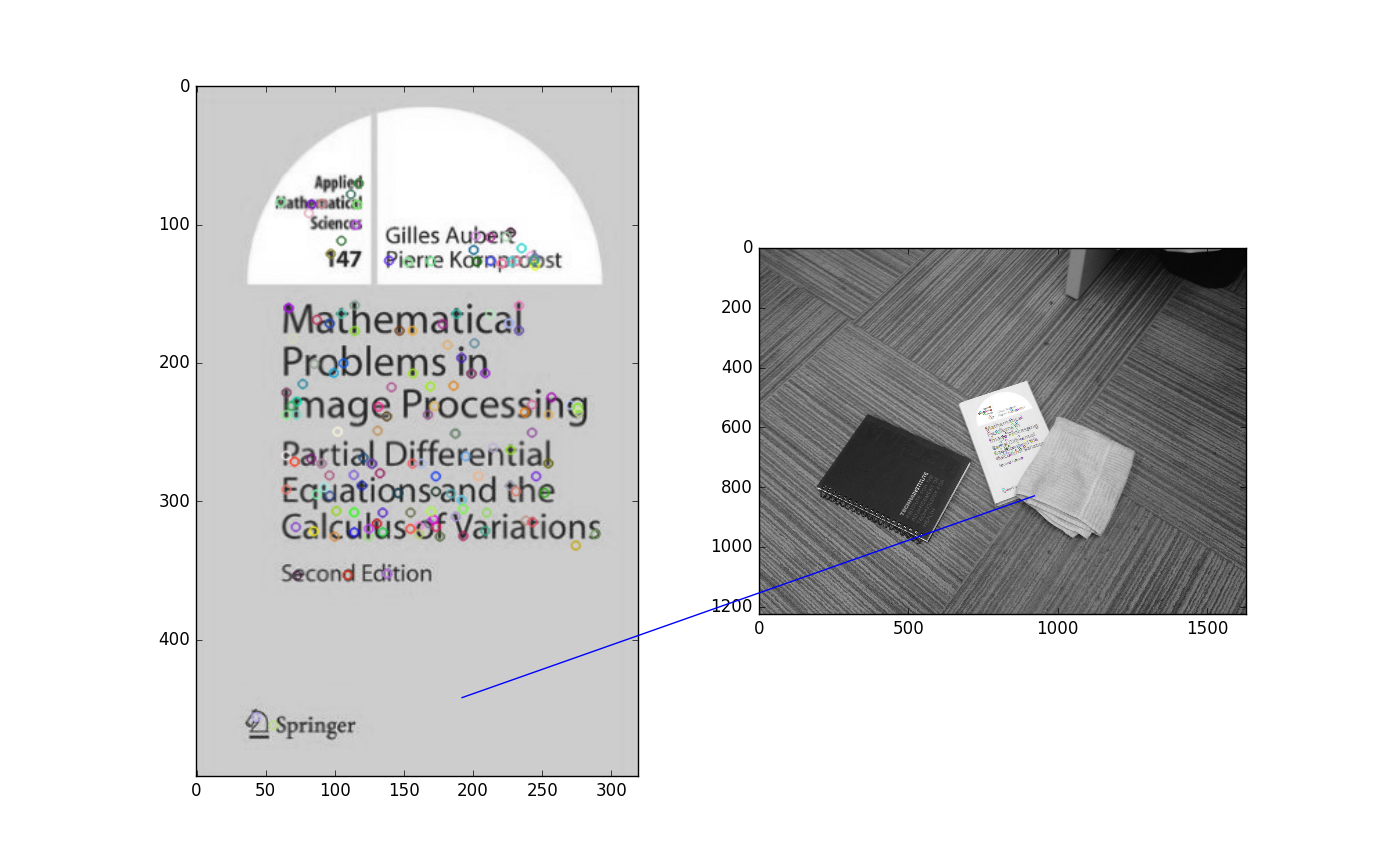 0
100
200
300
400
0 50 100 150 200 250 300
Applied
Mathematical
Sciences
147
Gilles Aubert
Pierre Kornprobst
Mathematical
Problems in
Image Processing
Partial Differential
Equations and the
Calculus of Variations
Second Edition
Springer
0
200
400
600
800
1000
1200
0 500 1000 1500